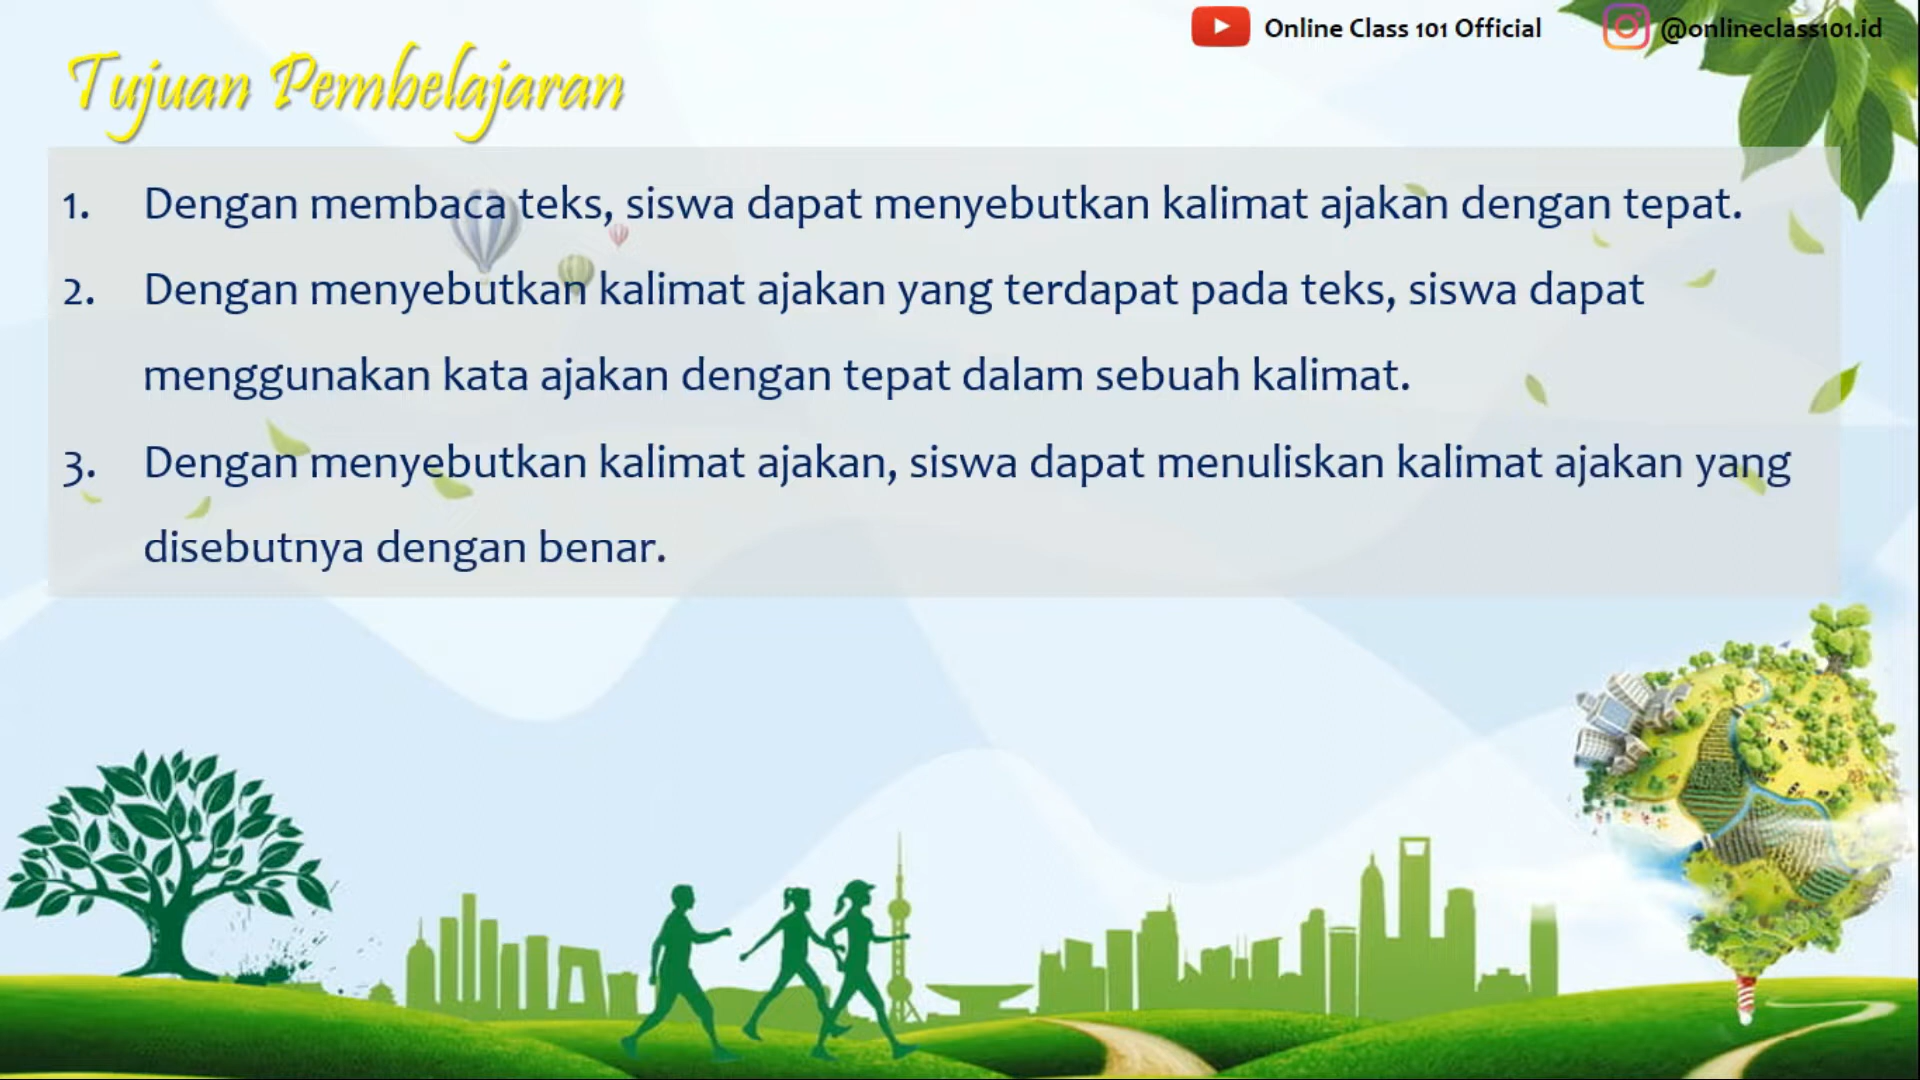 Online Class 101 Official
@onlineclass101.id
Tujuan Pembelajaran
1. Dengan membaca teks, siswa dapat menyebutkan kalimat ajakan dengan tepat.
2. Dengan menyebutkan kalimat ajakan yang terdapat pada teks, siswa dapat
menggunakan kata ajakan dengan tepat dalam sebuah kalimat.
3. Dengan menyebutkan kalimat ajakan, siswa dapat menuliskan kalimat ajakan yang
disebutnya dengan benar.